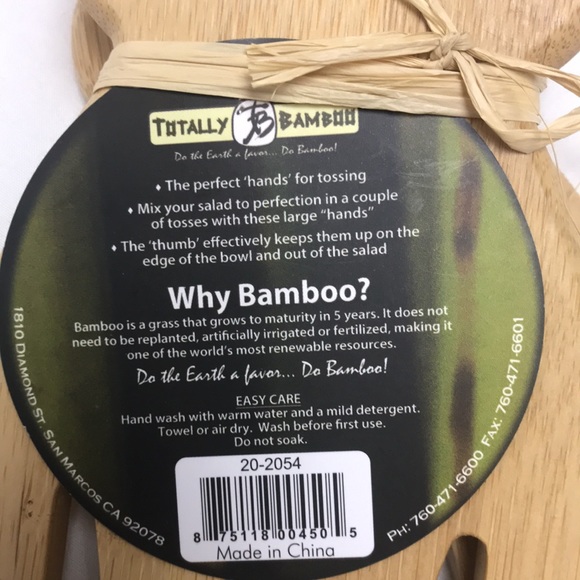 TOTALLY TB BAMBOO
Do the Earth a favor... Do Bamboo!
♦ The perfect 'hands' for tossing
♦ Mix your salad to perfection in a couple
of tosses with these large "hands"
♦ The 'thumb' effectively keeps them up on the
edge of the bowl and out of the salad
Why Bamboo?
Bamboo is a grass that grows to maturity in 5 years. It does not
need to be replanted, artificially irrigated or fertilized, making it
one of the world's most renewable resources.
Do the Earth a favor... Do Bamboo!
EASY CARE
Hand wash with warm water and a mild detergent.
Towel or air dry. Wash before first use.
Do not soak.
1810 DIAMOND ST. SAN MARCOS CA 92078
PH: 760-471-6600 FAX: 760-471-6601
20-2054
8 75118 00450 5
Made in China